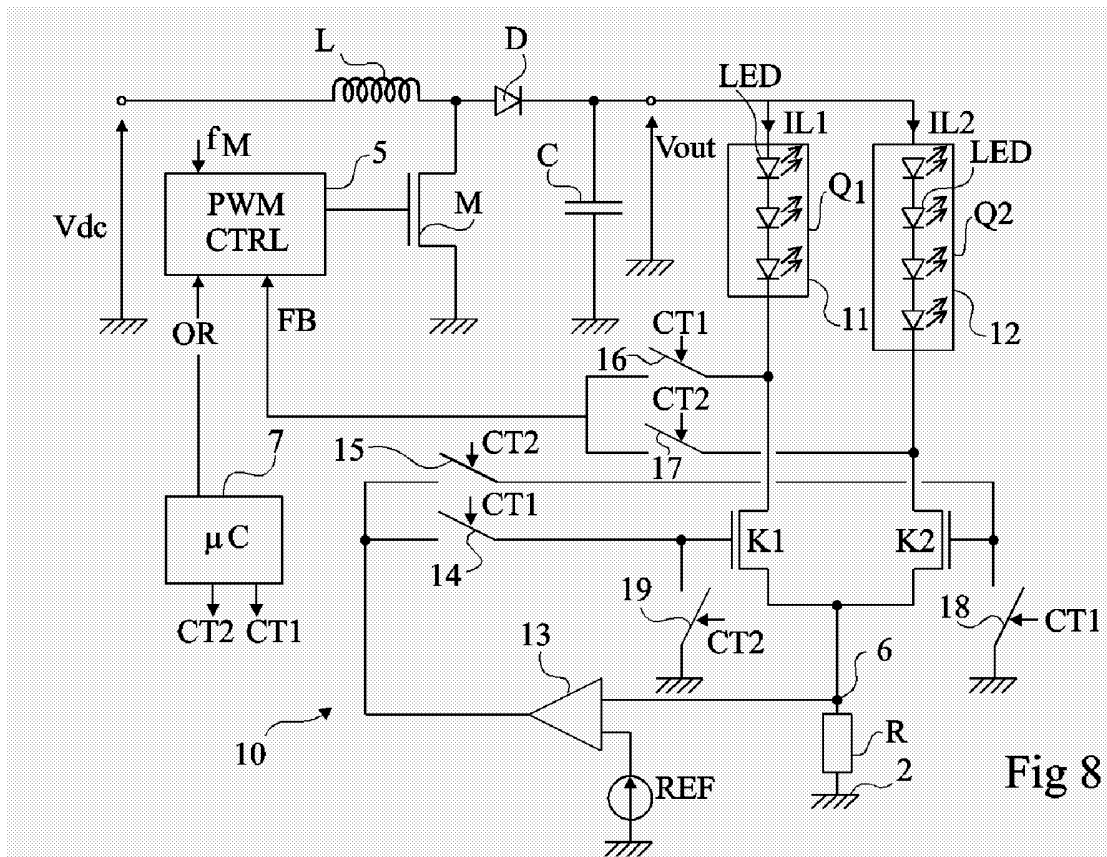 L
D
LED
IL1
IL2
fM
5
Vout
LED
C
Q1
PWM
CTRL
M
Q2
Vdc
OR
FB
CT1
11
12
16
CT2
7
15
CT2
17
CT1
µC
K1
K2
14
19
18
CT2
CT1
CT2
CT1
13
6
10
R
REF
2
Fig 8